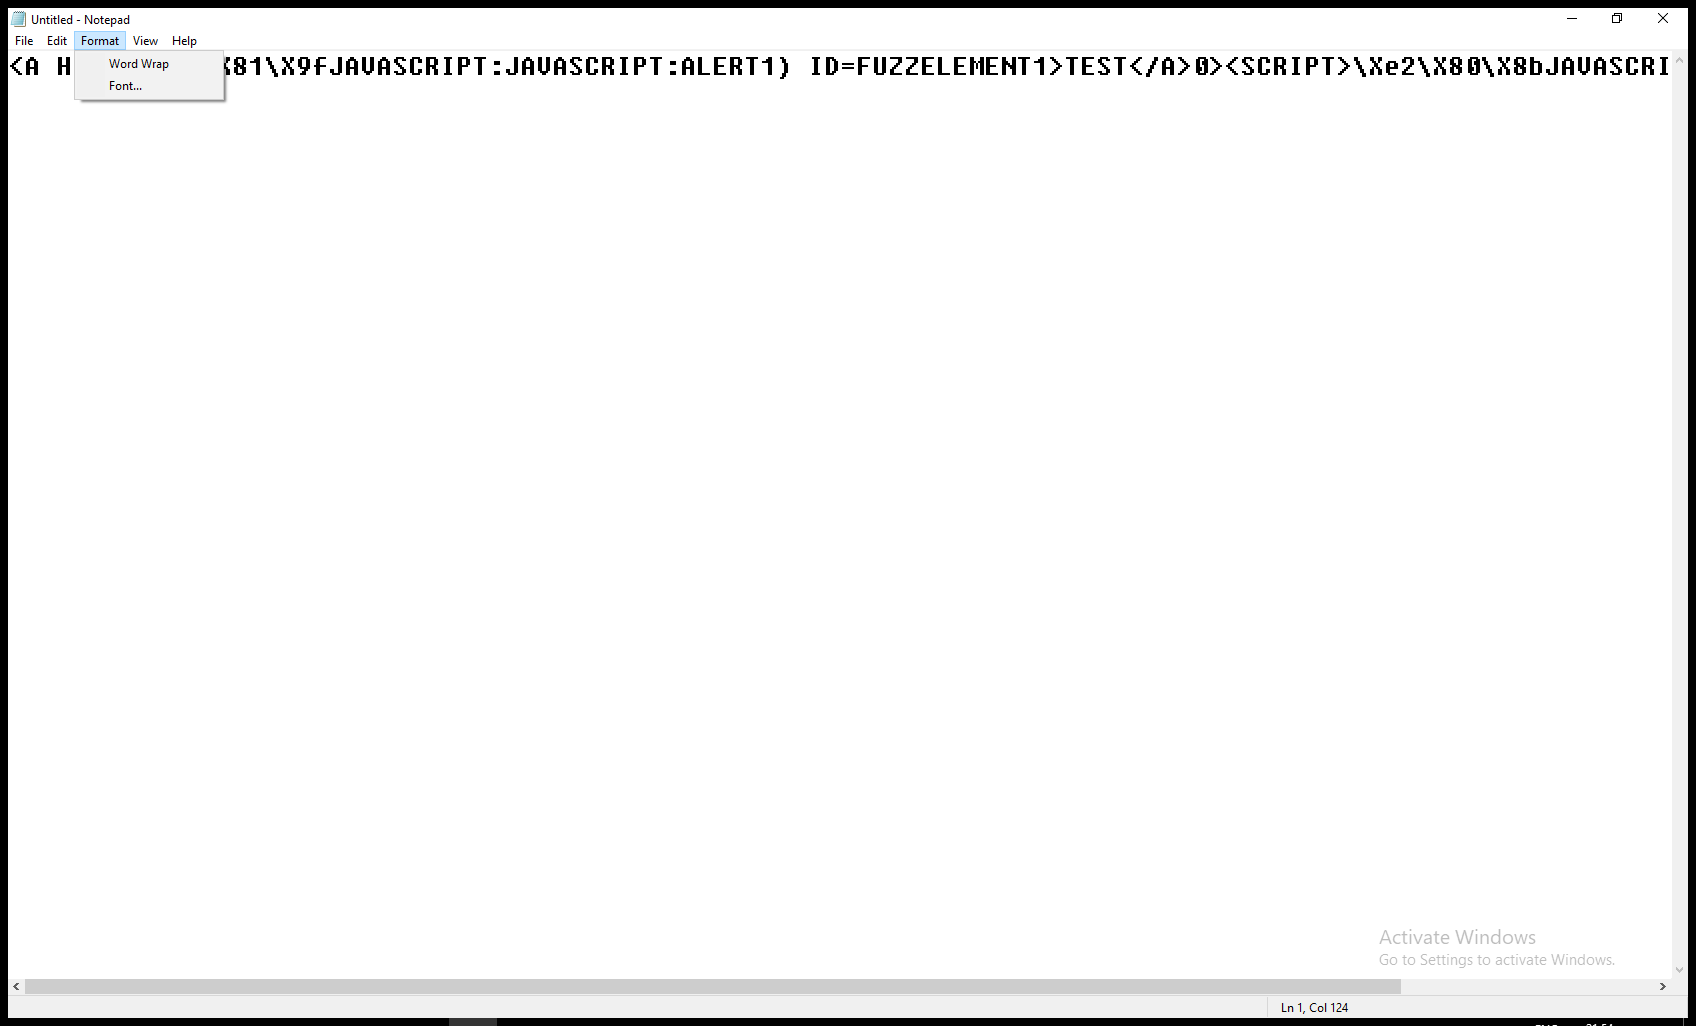 Untitled - Notepad
File Edit Format View Help
<A H X81\X9fJAVASCRIPT:JAVASCRIPT:ALERT1) ID=FUZZELEMENT1>TEST</A>0><SCRIPT>\Xe2\X80\X8bJAVASCRI
Word Wrap
Font...
Activate Windows
Go to Settings to activate Windows.
Ln 1, Col 124